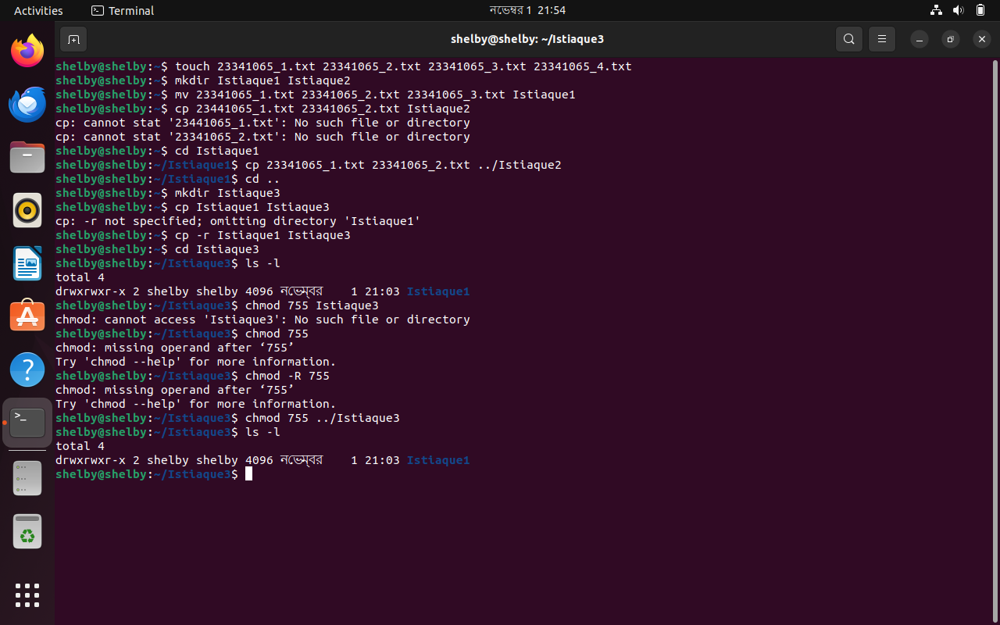 Activities Terminal নভেম্বর 1 21:54
shelby@shelby: ~/Istiaque3
shelby@shelby:~$ touch 23341065_1.txt 23341065_2.txt 23341065_3.txt 23341065_4.txt
shelby@shelby:~$ mkdir Istiaque1 Istiaque2
shelby@shelby:~$ mv 23341065_1.txt 23341065_2.txt 23341065_3.txt Istiaque1
shelby@shelby:~$ cp 23441065_1.txt 23341065_2.txt Istiaque2
cp: cannot stat '23441065_1.txt': No such file or directory
cp: cannot stat '23341065_2.txt': No such file or directory
shelby@shelby:~$ cd Istiaque1
shelby@shelby:~/Istiaque1$ cp 23341065_1.txt 23341065_2.txt ../Istiaque2
shelby@shelby:~/Istiaque1$ cd ..
shelby@shelby:~$ mkdir Istiaque3
shelby@shelby:~$ cp Istiaque1 Istiaque3
cp: -r not specified; omitting directory 'Istiaque1'
shelby@shelby:~$ cp -r Istiaque1 Istiaque3
shelby@shelby:~$ cd Istiaque3
shelby@shelby:~/Istiaque3$ ls -l
total 4
drwxrwxr-x 2 shelby shelby 4096 নভেম্বর    1 21:03 Istiaque1
shelby@shelby:~/Istiaque3$ chmod 755 Istiaque3
chmod: cannot access 'Istiaque3': No such file or directory
shelby@shelby:~/Istiaque3$ chmod 755
chmod: missing operand after ‘755’
Try 'chmod --help' for more information.
shelby@shelby:~/Istiaque3$ chmod -R 755
chmod: missing operand after ‘755’
Try 'chmod --help' for more information.
shelby@shelby:~/Istiaque3$ chmod 755 ../Istiaque3
shelby@shelby:~/Istiaque3$ ls -l
total 4
drwxrwxr-x 2 shelby shelby 4096 নভেম্বর    1 21:03 Istiaque1
shelby@shelby:~/Istiaque3$